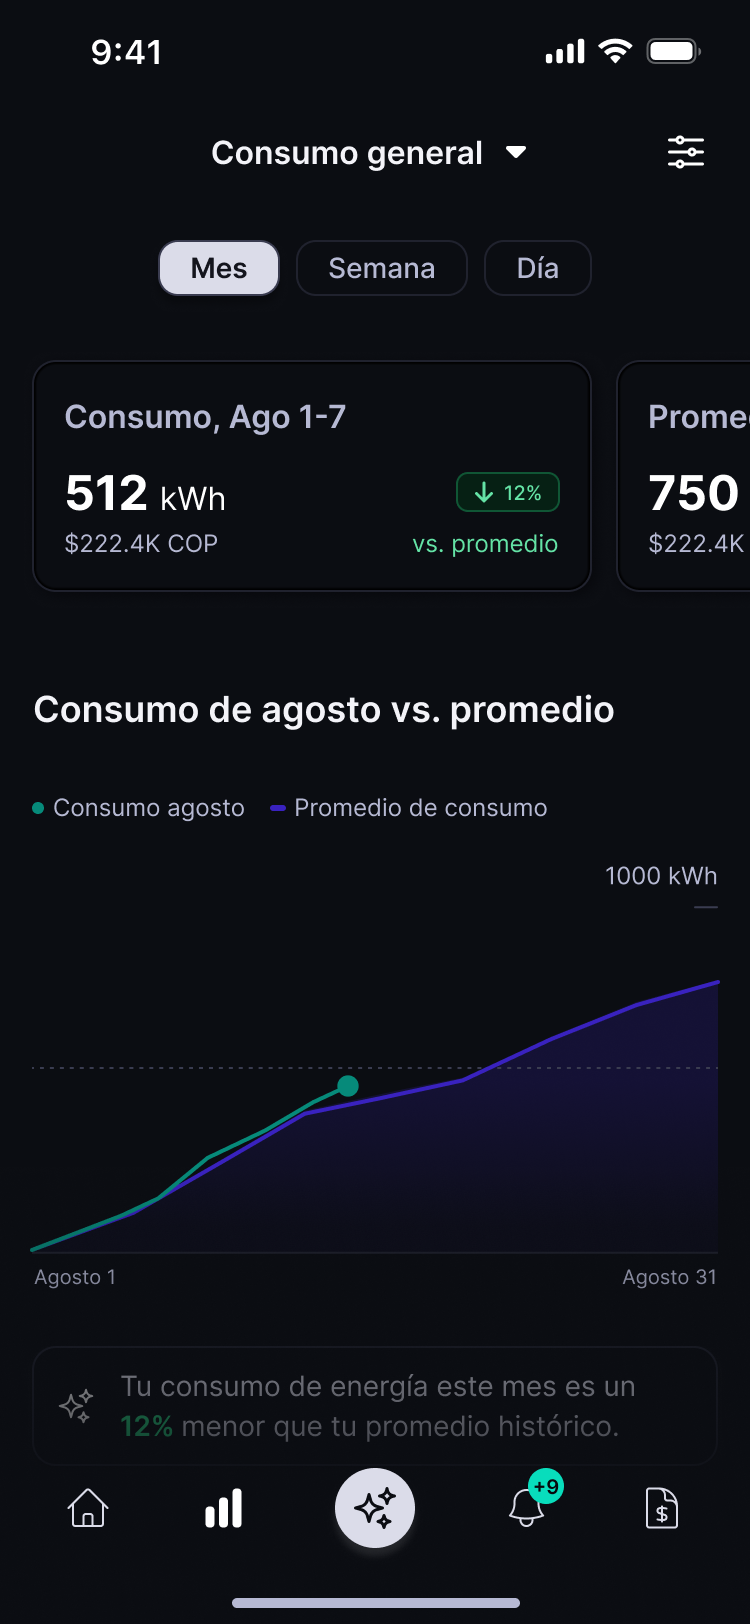 9:41
Consumo general
Mes
Semana
Día
Consumo, Ago 1-7
512 kWh
12%
$222.4K COP
vs. promedio
750
$222.4K
Consumo de agosto vs. promedio
Consumo agosto
Promedio de consumo
1000 kWh
Agosto 1
Agosto 31
Tu consumo de energía este mes es un
12% menor que tu promedio histórico.
+9
$